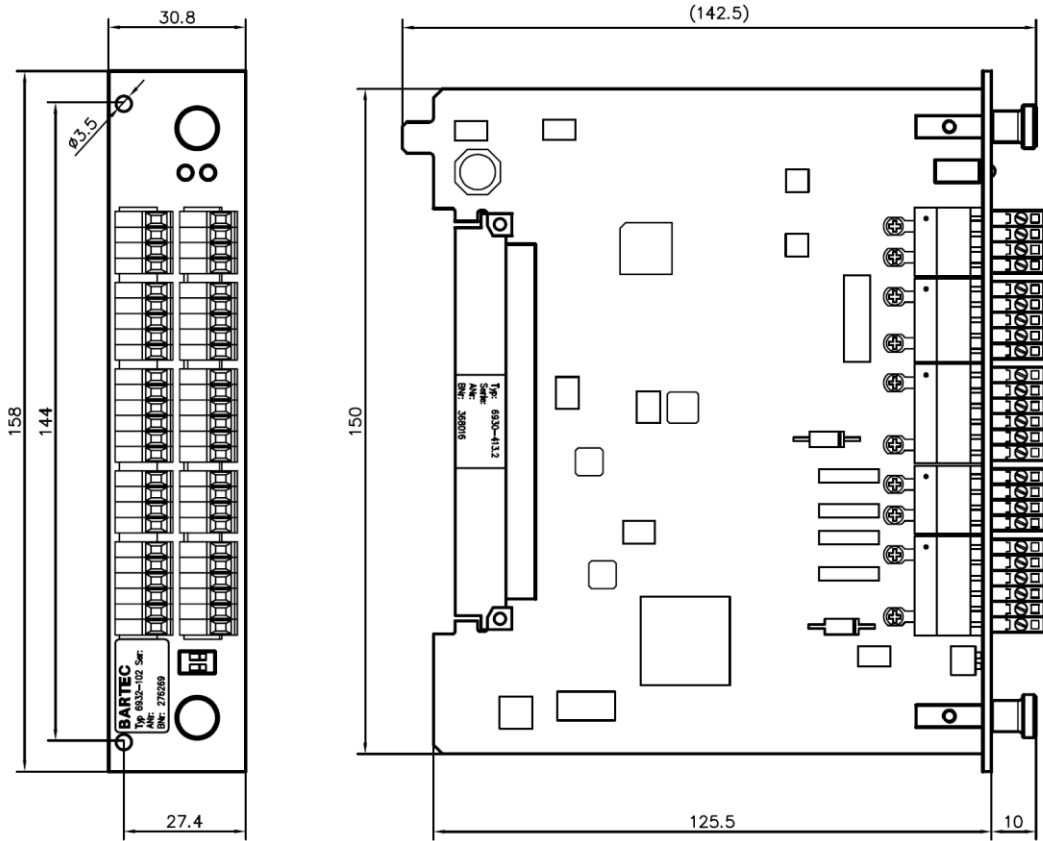 30.8
(142.5)
ø3.5
158
144
150
Typ: 6930-413.2
Serie:
ANr:
BNr: 368016
BARTEC
Typ 6932-102 Ser:
ANr:
BNr: 276269
27.4
125.5
10